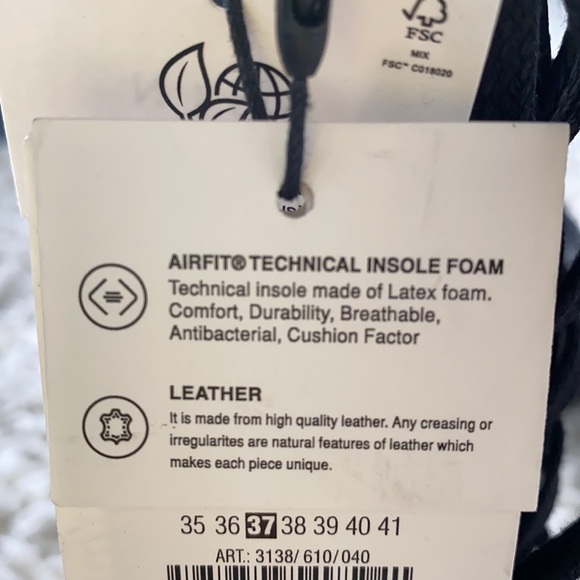 FSC
MIX
FSC™ C018020
AIRFIT® TECHNICAL INSOLE FOAM
Technical insole made of Latex foam.
Comfort, Durability, Breathable,
Antibacterial, Cushion Factor
LEATHER
It is made from high quality leather. Any creasing or
irregularites are natural features of leather which
makes each piece unique.
35 36 37 38 39 40 41
ART.: 3138/610/040